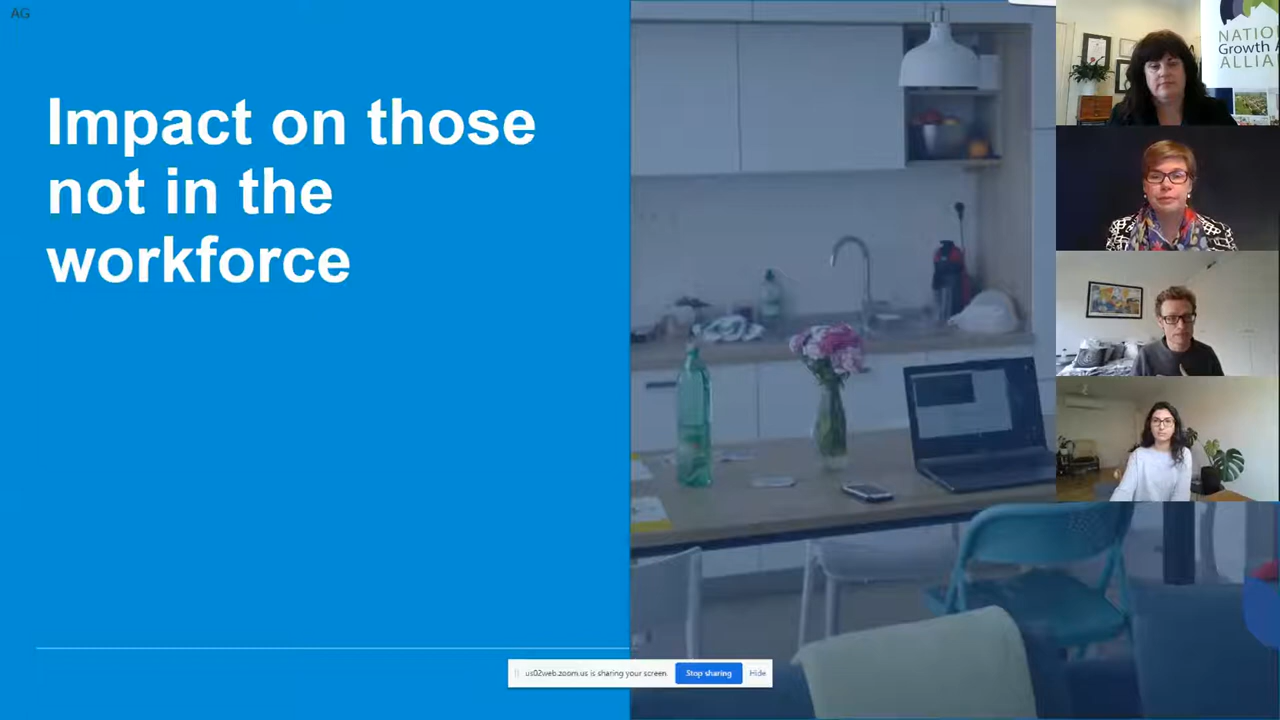 AG
Impact on those
not in the
workforce
NATIO
Growth A
ALLIA
us02web.zoom.us is sharing your screen.
Stop sharing
Hide